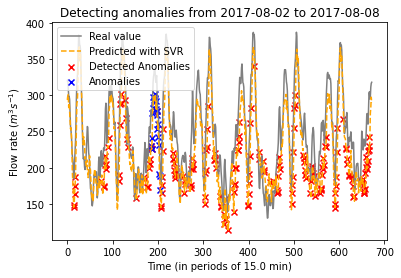 Detecting anomalies from 2017-08-02 to 2017-08-08
Real value
Predicted with SVR
Detected Anomalies
Anomalies
Flow rate (m³s⁻¹)
400
350
300
250
200
150
0 100 200 300 400 500 600 700
Time (in periods of 15.0 min)